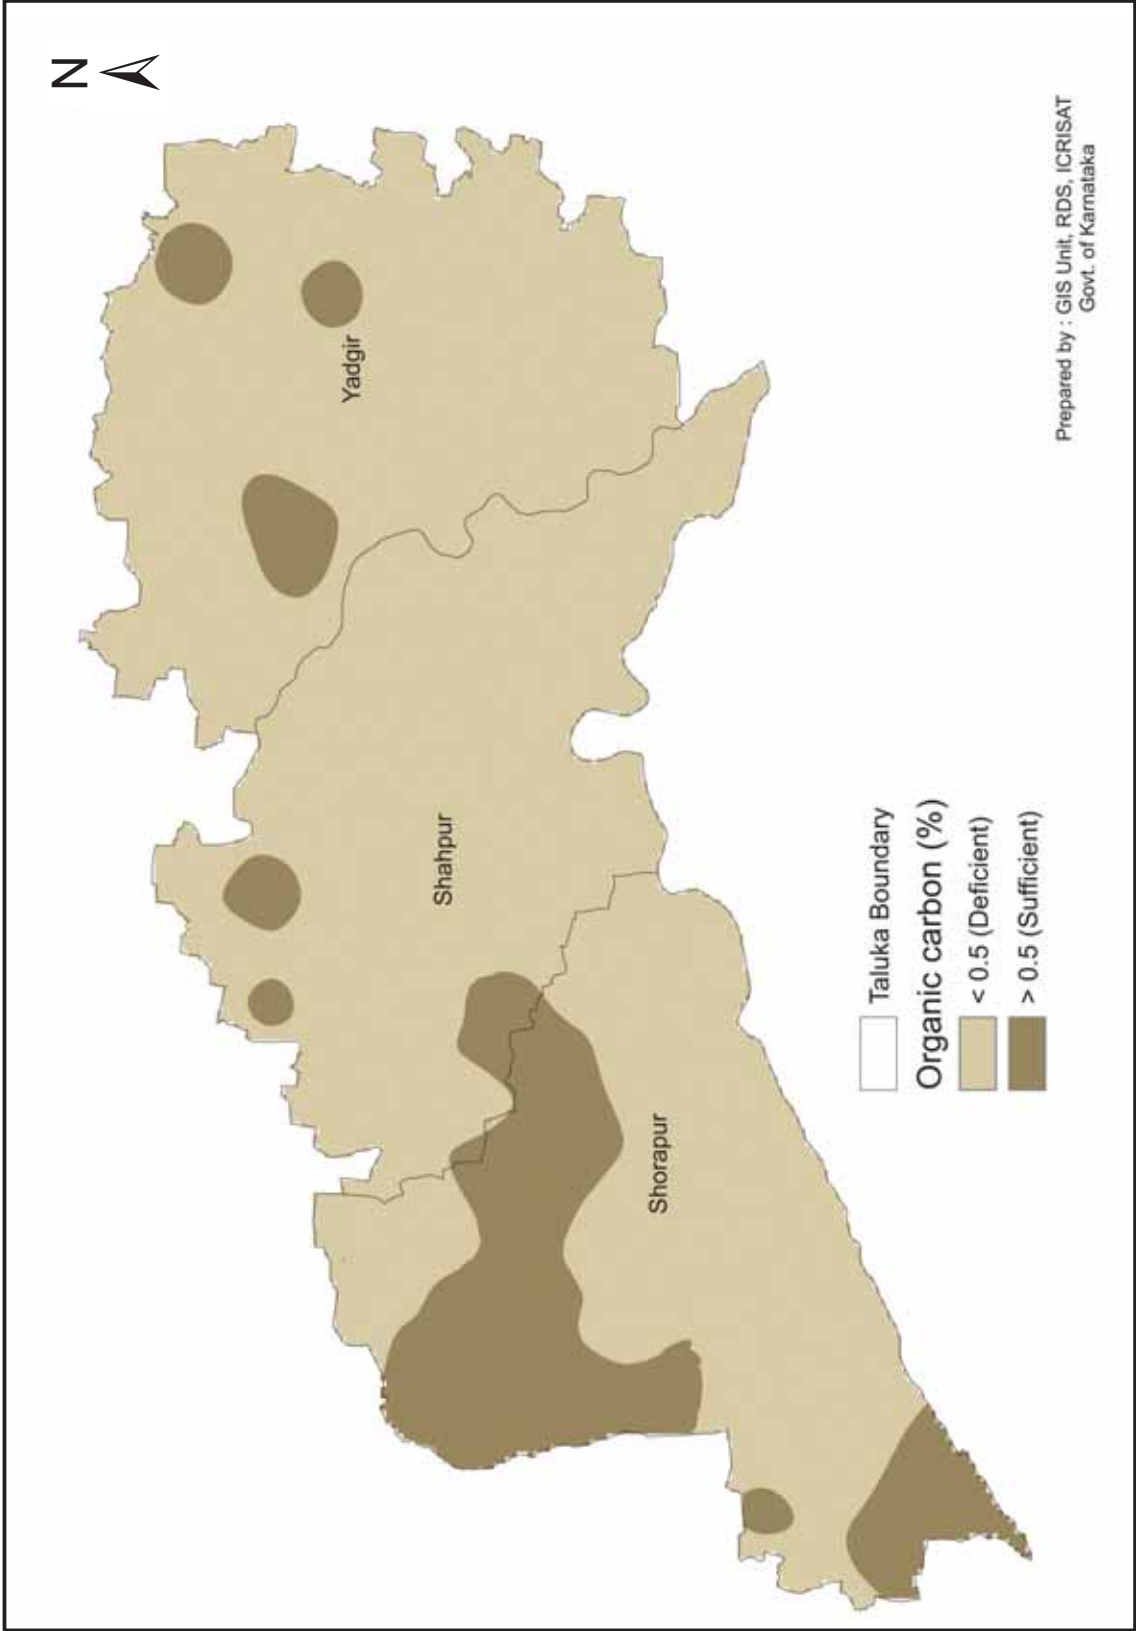 N
Yadgir
Shahpur
Shorapur
Taluka Boundary
Organic carbon (%)
< 0.5 (Deficient)
> 0.5 (Sufficient)
Prepared by : GIS Unit, RDS, ICRISAT
Govt. of Karnataka